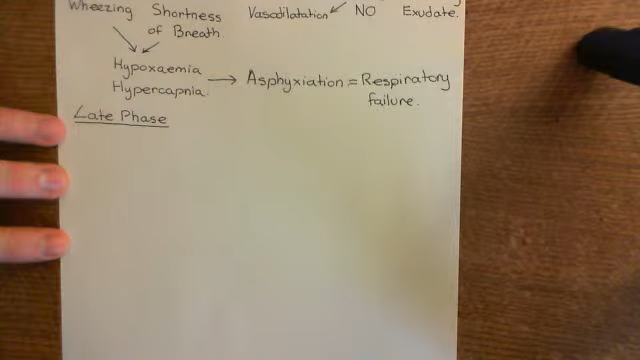 Wheezing Shortness of Breath.
Vasodilatation ↙ NO Exudate.
Hypoxaemia
Hypercapnia. → Asphyxiation = Respiratory failure.
Late Phase